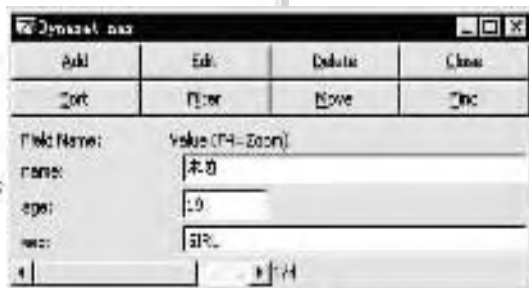 Add Edit Delete Close
Sort Filter Move Find
Field Name: Value (F4=Zoom)
name:
age: 19
sex: GIRL
1/4